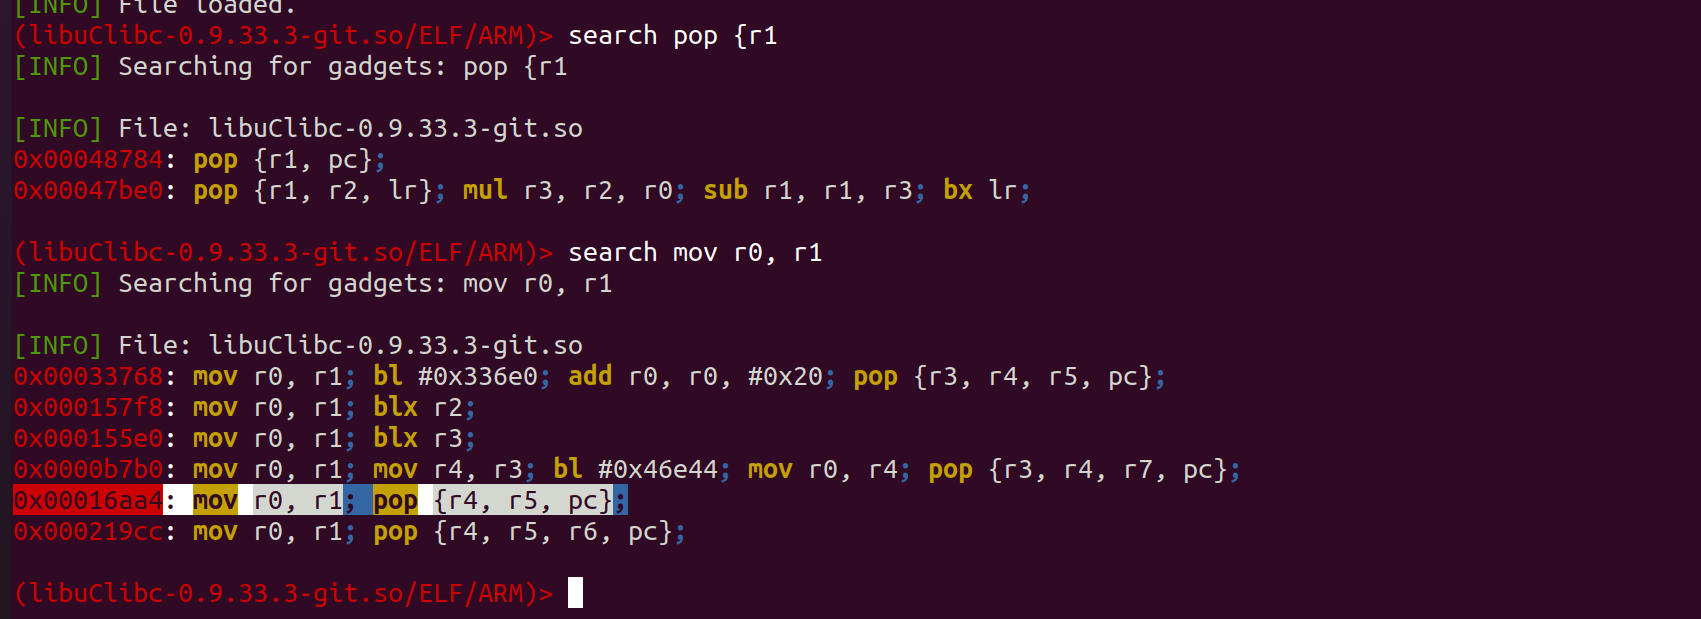 [INFO] File loaded.
(libuClibc-0.9.33.3-git.so/ELF/ARM)> search pop {r1
[INFO] Searching for gadgets: pop {r1
[INFO] File: libuClibc-0.9.33.3-git.so
0x00048784: pop {r1, pc};
0x00047be0: pop {r1, r2, lr}; mul r3, r2, r0; sub r1, r1, r3; bx lr;
(libuClibc-0.9.33.3-git.so/ELF/ARM)> search mov r0, r1
[INFO] Searching for gadgets: mov r0, r1
[INFO] File: libuClibc-0.9.33.3-git.so
0x00033768: mov r0, r1; bl #0x336e0; add r0, r0, #0x20; pop {r3, r4, r5, pc};
0x000157f8: mov r0, r1; blx r2;
0x000155e0: mov r0, r1; blx r3;
0x0000b7b0: mov r0, r1; mov r4, r3; bl #0x46e44; mov r0, r4; pop {r3, r4, r7, pc};
0x00016aa4: mov r0, r1; pop {r4, r5, pc};
0x000219cc: mov r0, r1; pop {r4, r5, r6, pc};
(libuClibc-0.9.33.3-git.so/ELF/ARM)>